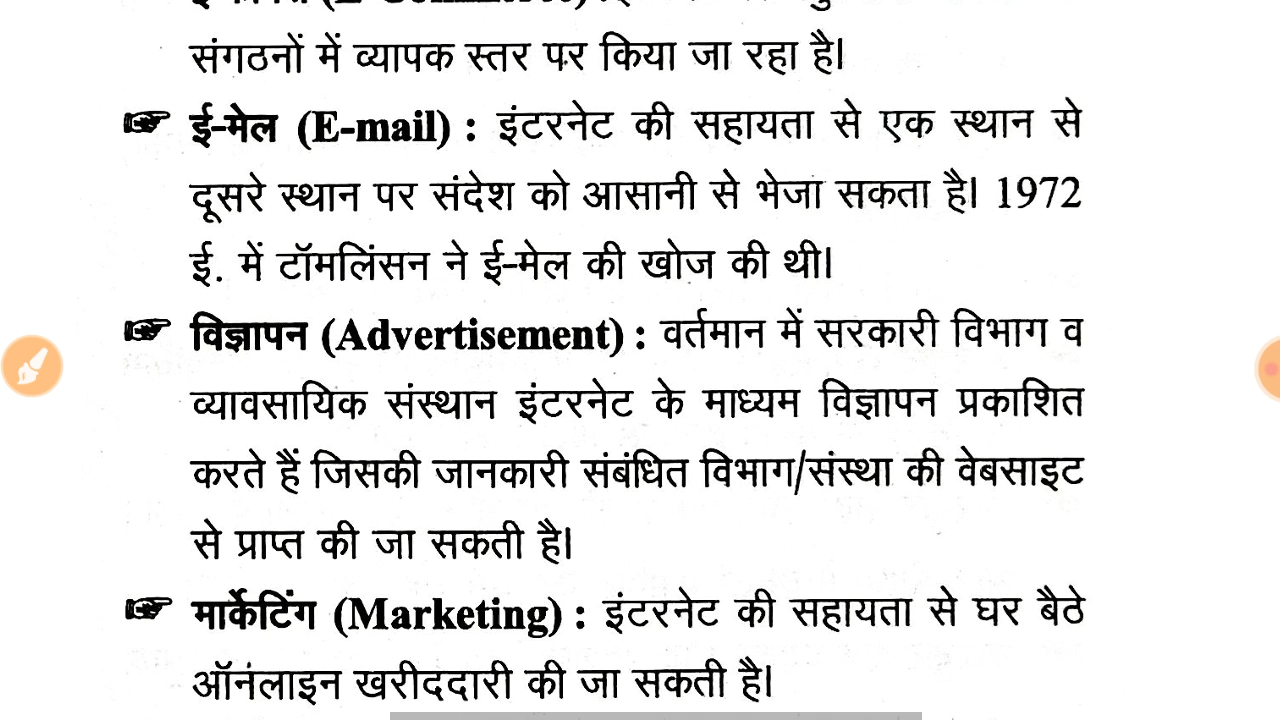 संगठनों में व्यापक स्तर पर किया जा रहा है।
ई-मेल (E-mail) : इंटरनेट की सहायता से एक स्थान से
दूसरे स्थान पर संदेश को आसानी से भेजा सकता है। 1972
ई. में टॉमलिंसन ने ई-मेल की खोज की थी।
विज्ञापन (Advertisement) : वर्तमान में सरकारी विभाग व
व्यावसायिक संस्थान इंटरनेट के माध्यम विज्ञापन प्रकाशित
करते हैं जिसकी जानकारी संबंधित विभाग/संस्था की वेबसाइट
से प्राप्त की जा सकती है।
मार्केटिंग (Marketing) : इंटरनेट की सहायता से घर बैठे
ऑनलाइन खरीददारी की जा सकती है।